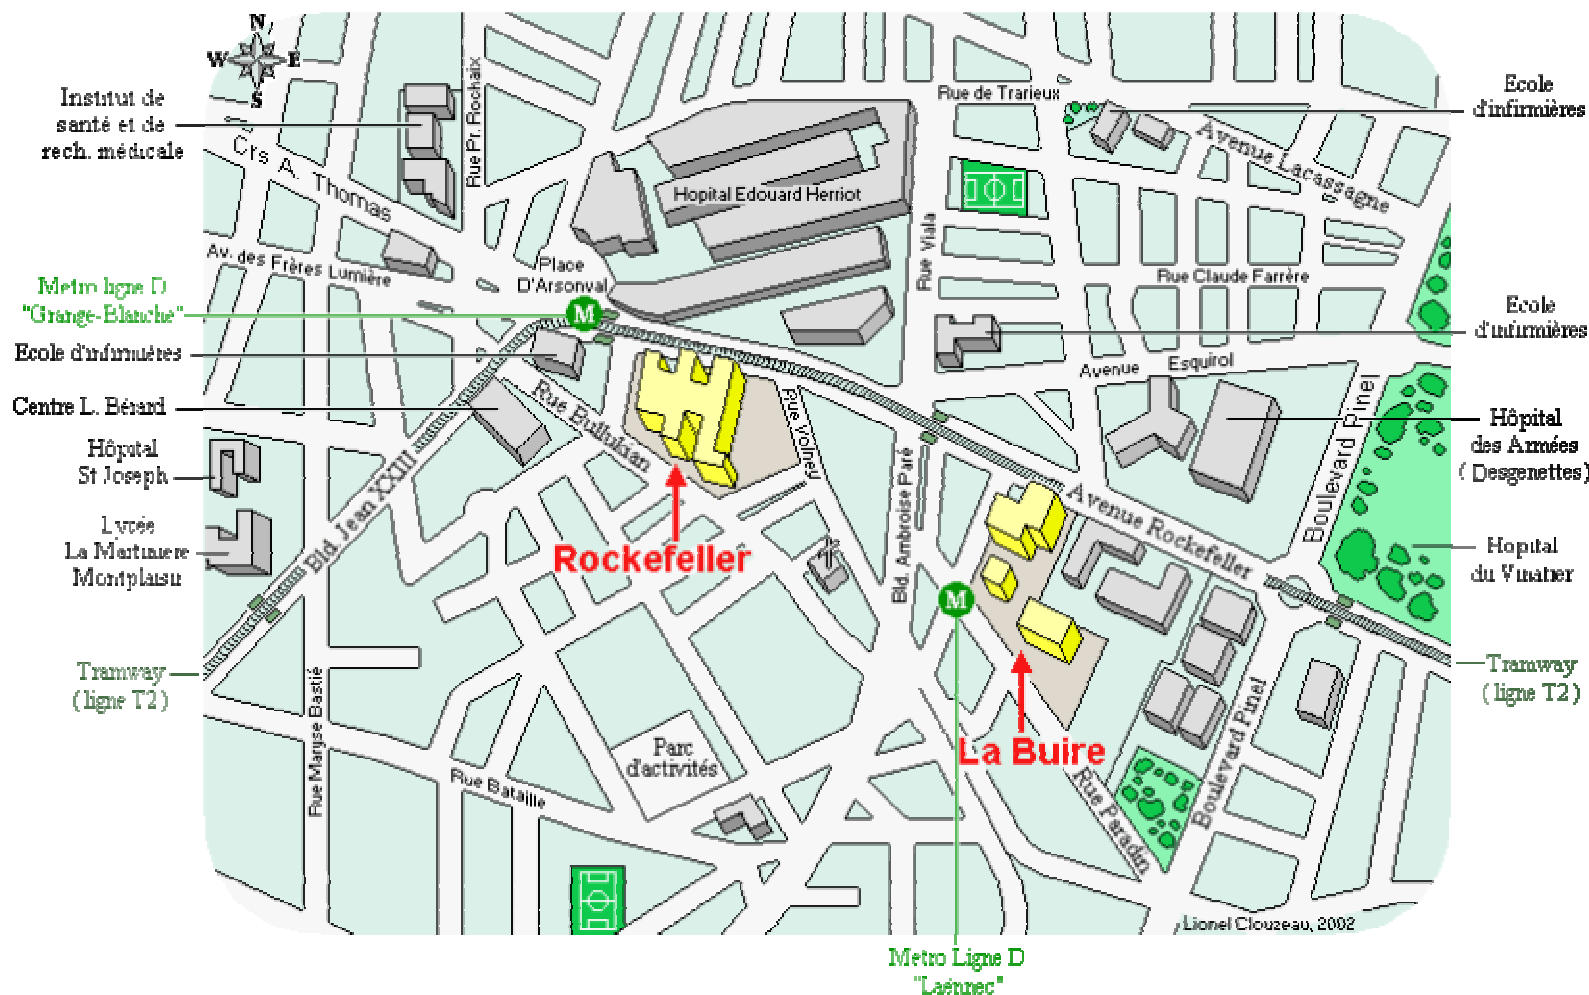 N
W E
S
Institut de
santé et de
rech. médicale
Crs A. Thomas
Rue Pr. Rochaix
Av. des Frères Lumière
Metro ligne D
"Grange-Blanche"
Ecole d'infirmières
Centre L. Bérard
Hôpital
St Joseph
Lycée
La Martiniere
Montplaisir
Tramway
(ligne T2)
Place
D'Arsonval
M
Hopital Edouard Herriot
Rue de Trarieux
Rue Viala
Avenue Lacassagne
Ecole
d'infirmières
Rue Claude Farrère
Ecole
d'infirmières
Avenue Esquirol
Hôpital
des Armées
(Desgenettes)
Boulevard Pinel
Hopital
du Vinatier
Tramway
(ligne T2)
Rue Bullukian
Rue Volney
Rockefeller
Bld. Jean XXIII
Bld. Ambroise Paré
Avenue Rockefeller
M
La Buire
Rue Maryse Bastié
Parc
d'activités
Rue Bataille
Rue Paradin
Boulevard Pinel
Lionel Clouzeau, 2002
Metro Ligne D
"Laënnec"